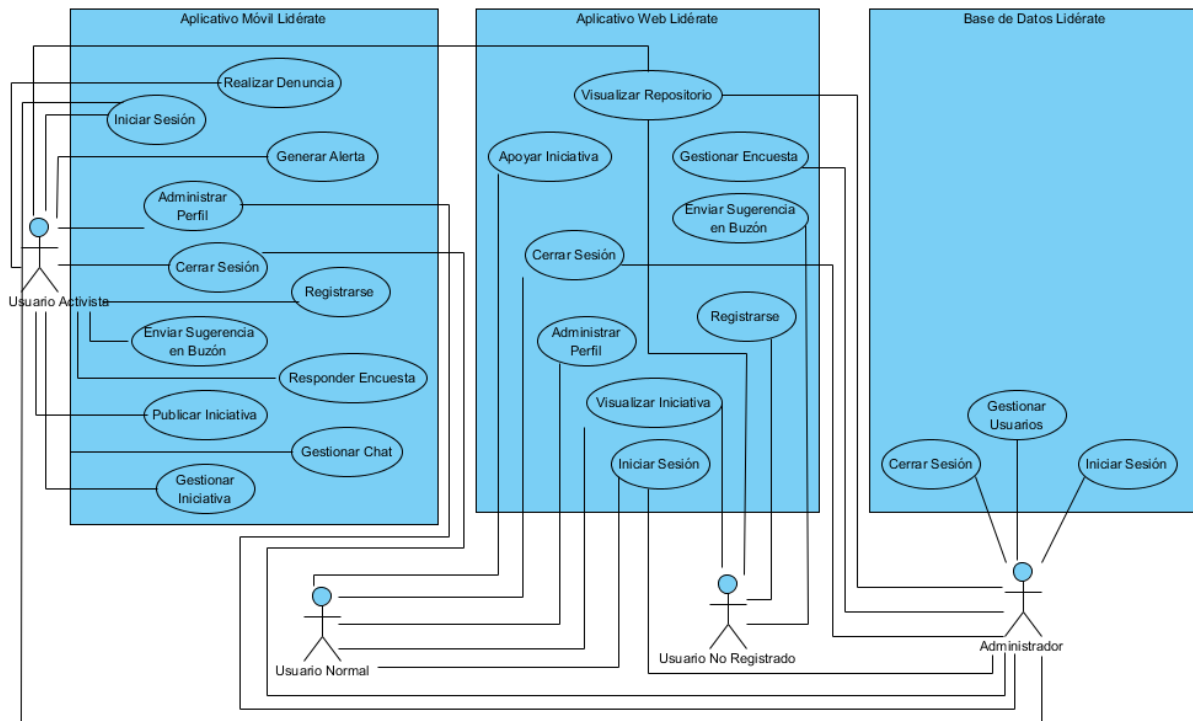 Aplicativo Móvil Lidérate
Realizar Denuncia
Iniciar Sesión
Generar Alerta
Administrar
Perfil
Cerrar Sesión
Registrarse
Usuario Activista
Enviar Sugerencia
en Buzón
Responder Encuesta
Publicar Iniciativa
Gestionar Chat
Gestionar
Iniciativa
Aplicativo Web Lidérate
Visualizar Repositorio
Apoyar Iniciativa
Gestionar Encuesta
Enviar Sugerencia
en Buzón
Cerrar Sesión
Registrarse
Administrar
Perfil
Visualizar Iniciativa
Iniciar Sesión
Base de Datos Lidérate
Gestionar
Usuarios
Cerrar Sesión
Iniciar Sesión
Usuario Normal
Usuario No Registrado
Administrador